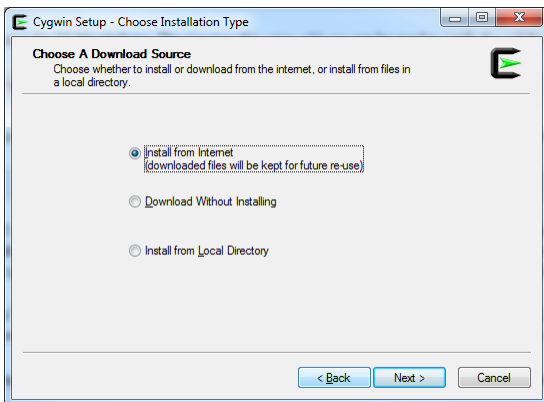 Cygwin Setup - Choose Installation Type
Choose A Download Source
Choose whether to install or download from the internet, or install from files in
a local directory.
Install from Internet
(downloaded files will be kept for future re-use)
Download Without Installing
Install from Local Directory
< Back
Next >
Cancel